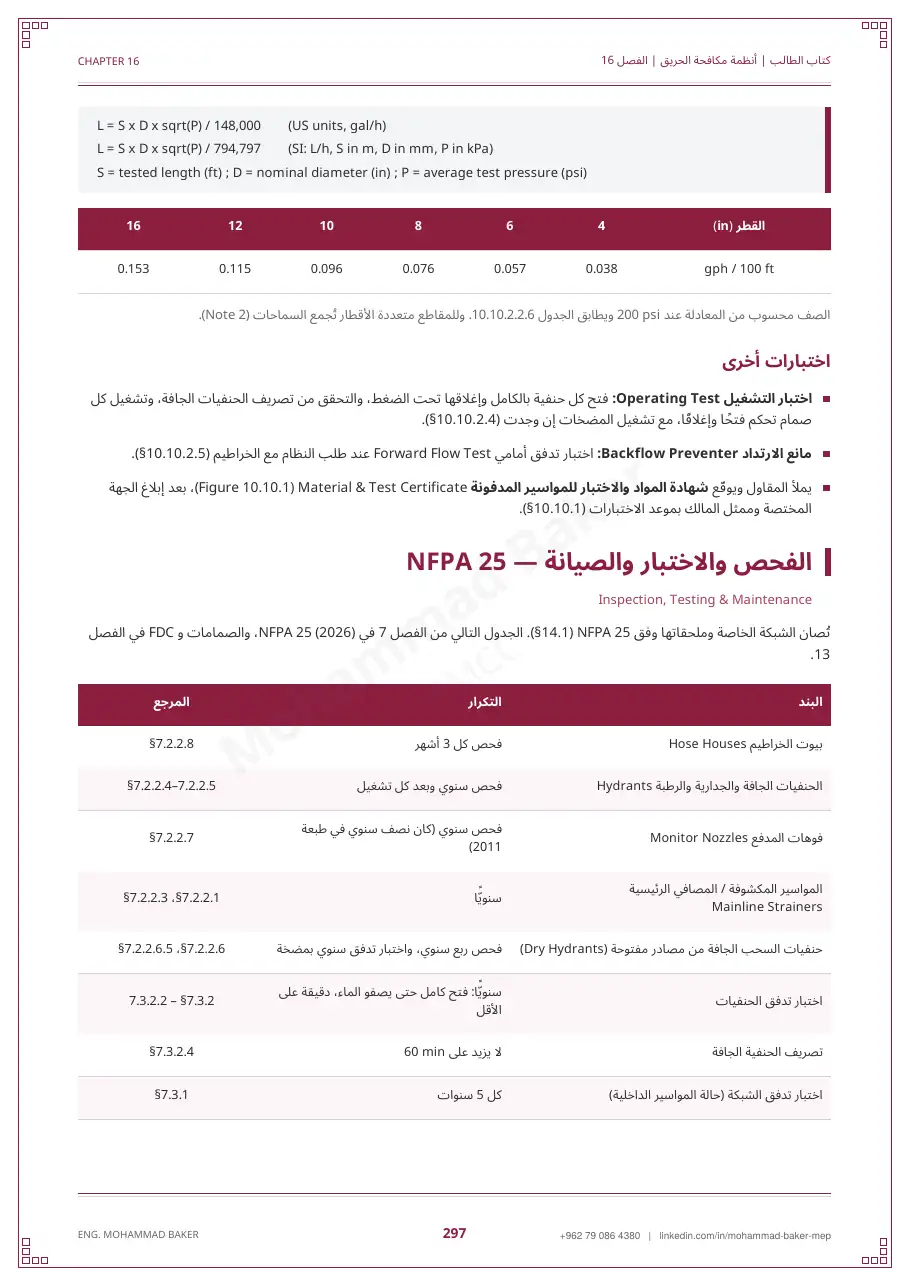 كتاب الطالب | أنظمة مكافحة الحريق | الفصل 16
CHAPTER 16
L = S x D x sqrt(P) / 148,000 (US units, gal/h)
L = S x D x sqrt(P) / 794,797 (SI: L/h, S in m, D in mm, P in kPa)
S = tested length (ft) ; D = nominal diameter (in) ; P = average test pressure (psi)
القطر (in) 4 6 8 10 12 16
gph / 100 ft 0.038 0.057 0.076 0.096 0.115 0.153
الصف محسوب من المعادلة عند 200 psi ويطابق الجدول 10.10.2.2.6. وللمقاطع متعددة الأقطار تُجمع السماحات (Note 2).
اختبارات أخرى
اختبار التشغيل Operating Test: فتح كل حنفية بالكامل وإغلاقها تحت الضغط، والتحقق من تصريف الحنفيات الجافة، وتشغيل كل
صمام تحكم فتحًا وإغلاقًا، مع تشغيل المضخات إن وجدت (§10.10.2.4).
مانع الارتداد Backflow Preventer: اختبار تدفق أمامي Forward Flow Test عند طلب النظام مع الخراطيم (§10.10.2.5).
يملأ المقاول ويوقّع شهادة المواد والاختبار للمواسير المدفونة Material & Test Certificate (Figure 10.10.1)، بعد إبلاغ الجهة
المختصة وممثل المالك بموعد الاختبارات (§10.10.1).
الفحص والاختبار والصيانة — NFPA 25
Inspection, Testing & Maintenance
تُصان الشبكة الخاصة وملحقاتها وفق NFPA 25 (§14.1). الجدول التالي من الفصل 7 في NFPA 25 (2026)، والصمامات و FDC في الفصل
13.
البند التكرار المرجع
بيوت الخراطيم Hose Houses فحص كل 3 أشهر §7.2.2.8
الحنفيات الجافة والجدارية والرطبة Hydrants فحص سنوي وبعد كل تشغيل §7.2.2.4–7.2.2.5
فوهات المدفع Monitor Nozzles فحص سنوي (كان نصف سنوي في طبعة
2011) §7.2.2.7
المواسير المكشوفة / المصافي الرئيسية
Mainline Strainers سنويًّا §7.2.2.1، §7.2.2.3
حنفيات السحب الجافة من مصادر مفتوحة (Dry Hydrants) فحص ربع سنوي، واختبار تدفق سنوي بمضخة §7.2.2.6، §7.2.2.6.5
اختبار تدفق الحنفيات سنويًّا: فتح كامل حتى يصفو الماء، دقيقة على
الأقل §7.3.2 – 7.3.2.2
تصريف الحنفية الجافة لا يزيد على 60 min §7.3.2.4
اختبار تدفق الشبكة (حالة المواسير الداخلية) كل 5 سنوات §7.3.1
Mohammad Baker
ENG. MOHAMMAD BAKER
297
+962 79 086 4380 | linkedin.com/in/mohammad-baker-mep